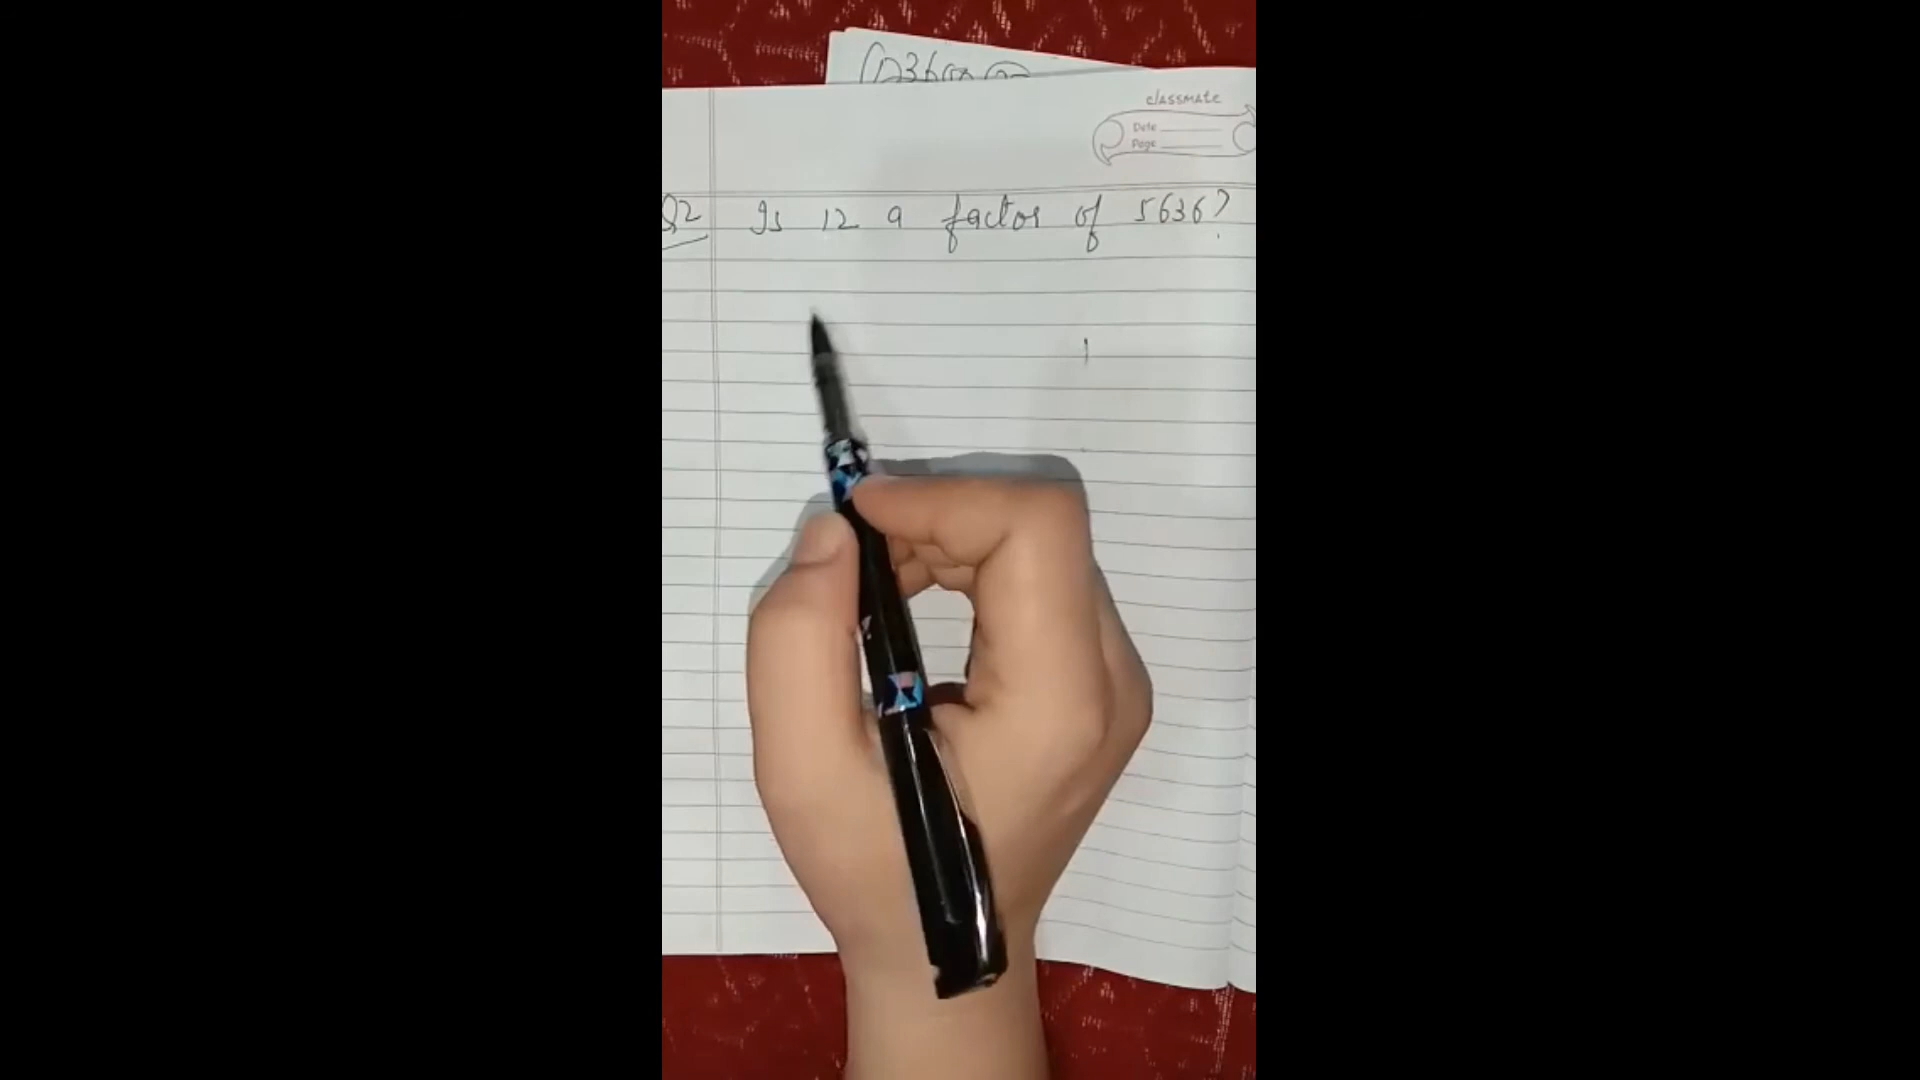 classmate
Date
Page
Q2 Is 12 a factor of 5636?